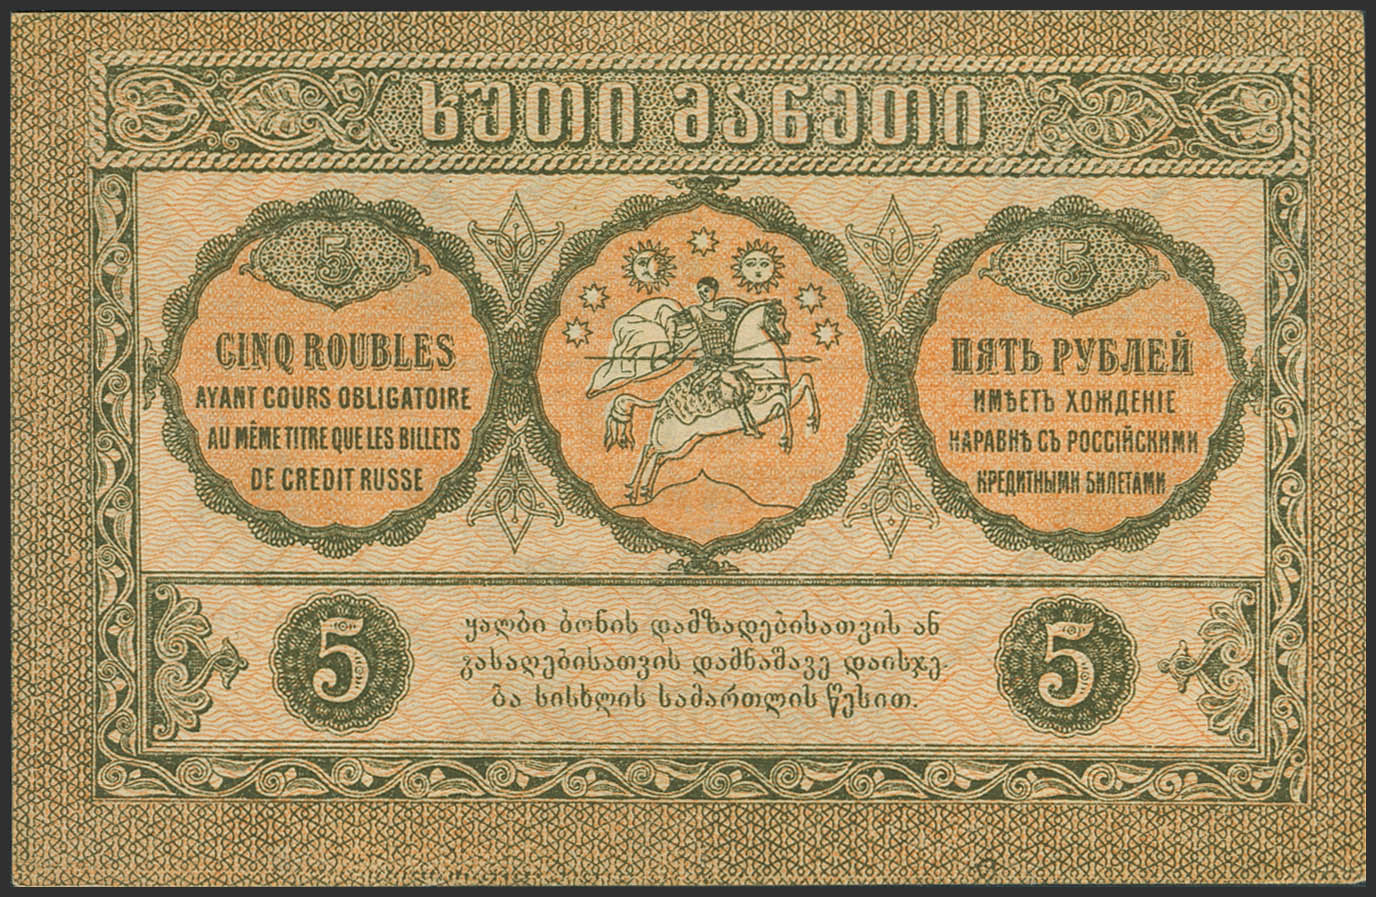 ხუთი მანეთი
5
CINQ ROUBLES
AYANT COURS OBLIGATOIRE
AU MÊME TITRE QUE LES BILLETS
DE CREDIT RUSSE
5
ПЯТЬ РУБЛЕЙ
ИМѢЕТЪ ХОЖДЕНІЕ
НАРАВНѢ СЪ РОССІЙСКИМИ
КРЕДИТНЫМИ БИЛЕТАМИ
5
ყალბი ბონის დამზადებისათვის ან
გასაღებისათვის დამნაშავე დაისჯე-
ბა სისხლის სამართლის წესით.
5